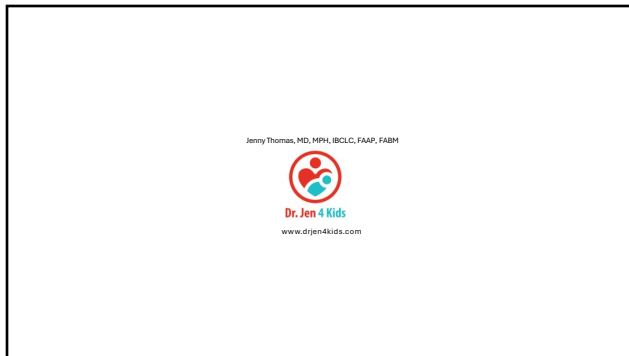 Jenny Thomas, MD, MPH, IBCLC, FAAP, FABM
Dr. Jen 4 Kids
www.drjen4kids.com